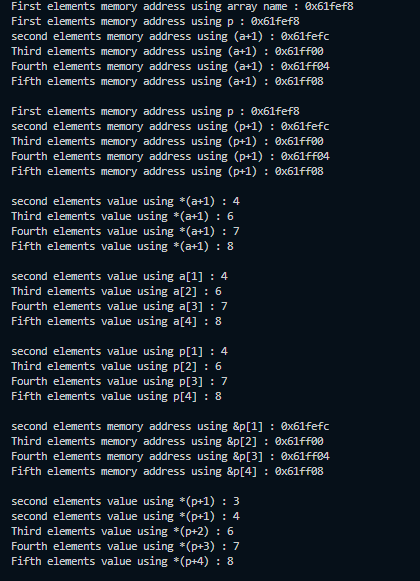 First elements memory address using array name : 0x61fef8
First elements memory address using p : 0x61fef8
second elements memory address using (a+1) : 0x61fefc
Third elements memory address using (a+1) : 0x61ff00
Fourth elements memory address using (a+1) : 0x61ff04
Fifth elements memory address using (a+1) : 0x61ff08

First elements memory address using p : 0x61fef8
second elements memory address using (p+1) : 0x61fefc
Third elements memory address using (p+1) : 0x61ff00
Fourth elements memory address using (p+1) : 0x61ff04
Fifth elements memory address using (p+1) : 0x61ff08

second elements value using *(a+1) : 4
Third elements value using *(a+1) : 6
Fourth elements value using *(a+1) : 7
Fifth elements value using *(a+1) : 8

second elements value using a[1] : 4
Third elements value using a[2] : 6
Fourth elements value using a[3] : 7
Fifth elements value using a[4] : 8

second elements value using p[1] : 4
Third elements value using p[2] : 6
Fourth elements value using p[3] : 7
Fifth elements value using p[4] : 8

second elements memory address using &p[1] : 0x61fefc
Third elements memory address using &p[2] : 0x61ff00
Fourth elements memory address using &p[3] : 0x61ff04
Fifth elements memory address using &p[4] : 0x61ff08

second elements value using *(p+1) : 3
second elements value using *(p+1) : 4
Third elements value using *(p+2) : 6
Fourth elements value using *(p+3) : 7
Fifth elements value using *(p+4) : 8